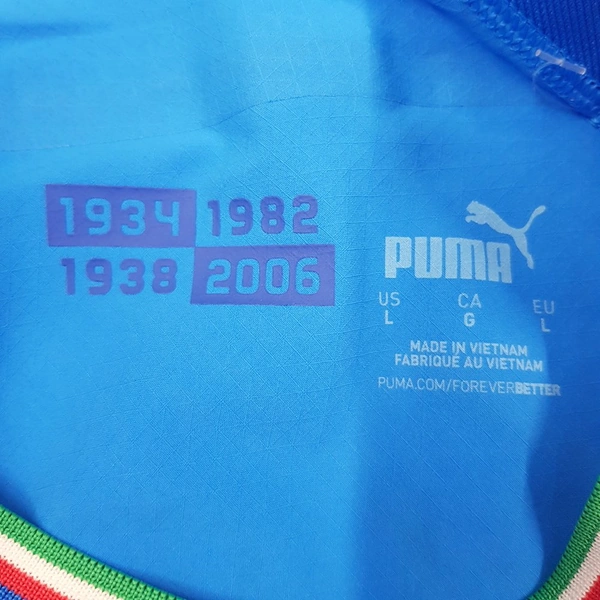 1934 1982
1938 2006
PUMA
US CA EU
L G L
MADE IN VIETNAM
FABRIQUÉ AU VIETNAM
PUMA.COM/FOREVERBETTER